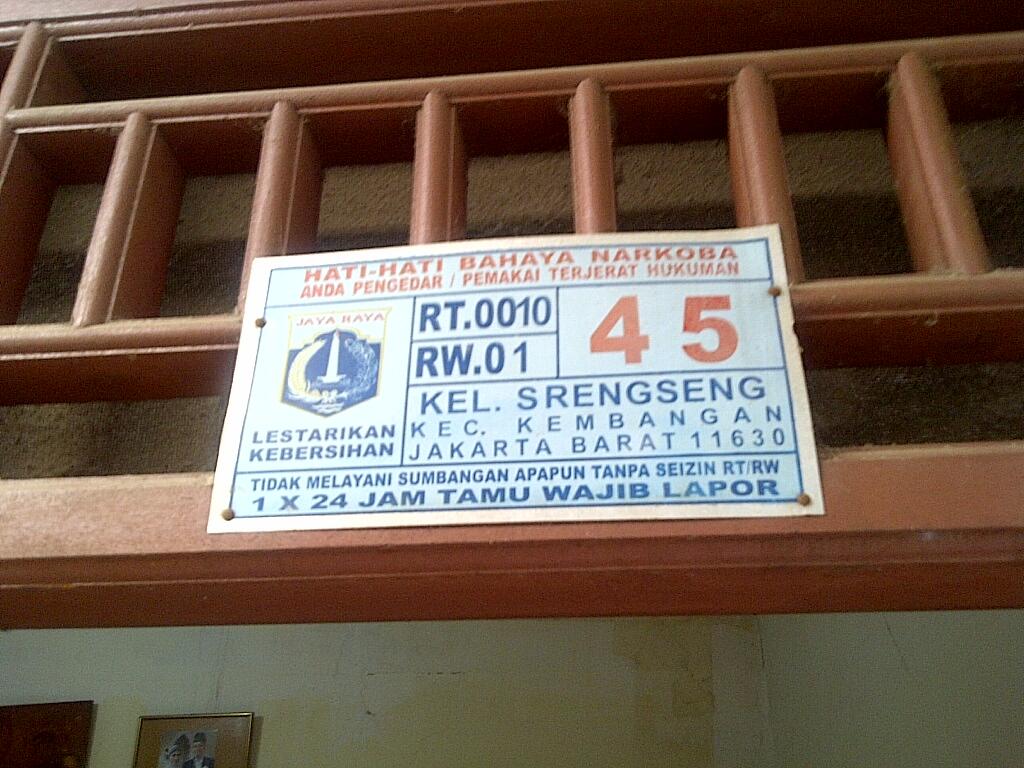 HATI-HATI BAHAYA NARKOBA
ANDA PENGEDAR / PEMAKAI TERJERAT HUKUMAN
JAYA RAYA
LESTARIKAN
KEBERSIHAN
RT.0010
RW.01
45
KEL. SRENGSENG
KEC. KEMBANGAN
JAKARTA BARAT 11630
TIDAK MELAYANI SUMBANGAN APAPUN TANPA SEIZIN RT/RW
1 X 24 JAM TAMU WAJIB LAPOR